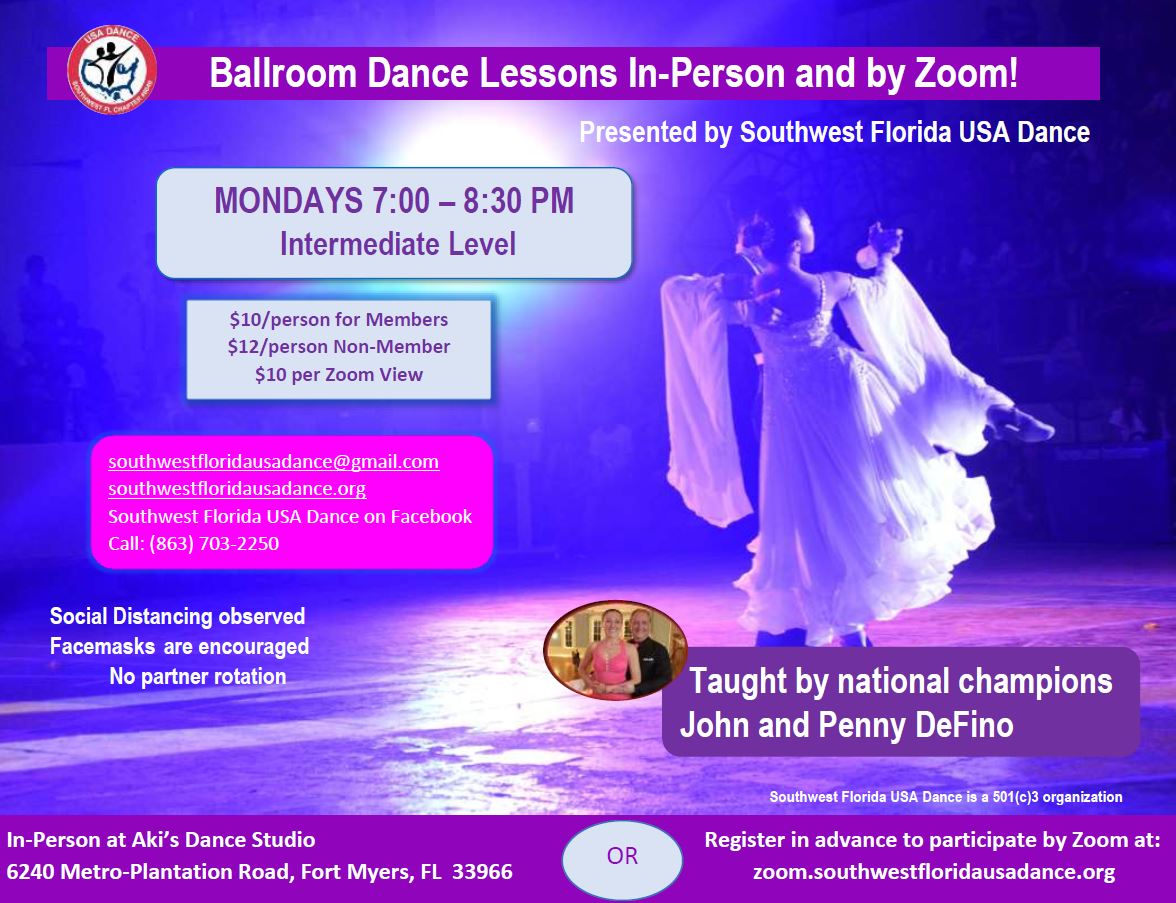 USA DANCE
SOUTHWEST FL CHAPTER
Ballroom Dance Lessons In-Person and by Zoom!
Presented by Southwest Florida USA Dance
MONDAYS 7:00 – 8:30 PM
Intermediate Level
$10/person for Members
$12/person Non-Member
$10 per Zoom View
southwestfloridausadance@gmail.com
southwestfloridausadance.org
Southwest Florida USA Dance on Facebook
Call: (863) 703-2250
Social Distancing observed
Facemasks are encouraged
No partner rotation
Taught by national champions
John and Penny DeFino
Southwest Florida USA Dance is a 501(c)3 organization
In-Person at Aki's Dance Studio
6240 Metro-Plantation Road, Fort Myers, FL 33966
OR
Register in advance to participate by Zoom at:
zoom.southwestfloridausadance.org